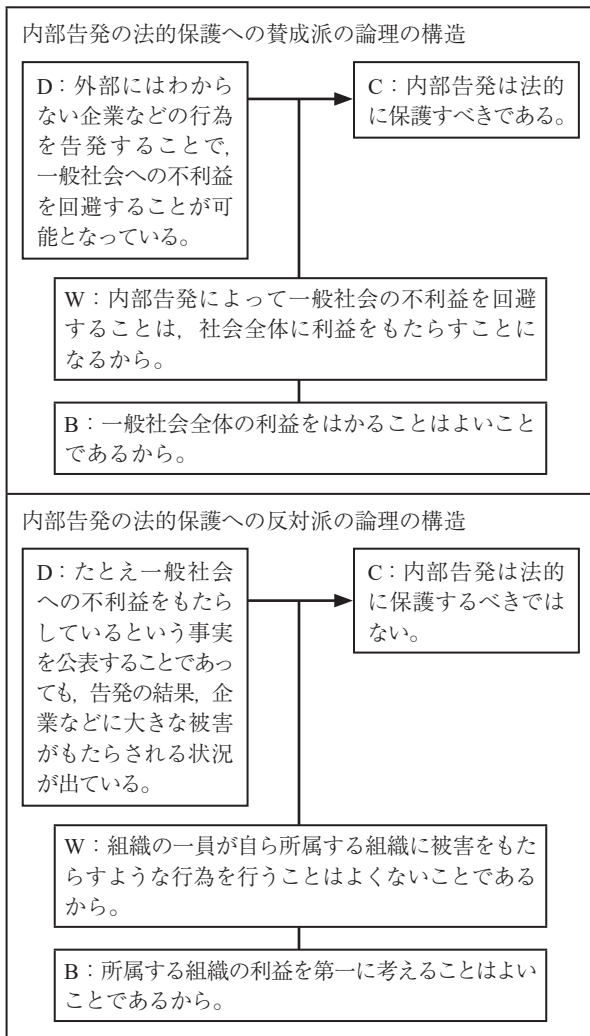 内部告発の法的保護への賛成派の論理の構造
D：外部にはわから
ない企業などの行為
を告発することで，
一般社会への不利益
を回避することが可
能となっている。
C：内部告発は法的
に保護すべきである。
W：内部告発によって一般社会の不利益を回避
することは，社会全体に利益をもたらすことに
なるから。
B：一般社会全体の利益をはかることはよいこと
であるから。
内部告発の法的保護への反対派の論理の構造
D：たとえ一般社会
への不利益をもたら
しているという事実
を公表することであっ
ても，告発の結果，企
業などに大きな被害
がもたらされる状況
が出ている。
C：内部告発は法的
に保護するべきでは
ない。
W：組織の一員が自ら所属する組織に被害をもた
らすような行為を行うことはよくないことである
から。
B：所属する組織の利益を第一に考えることはよい
ことであるから。